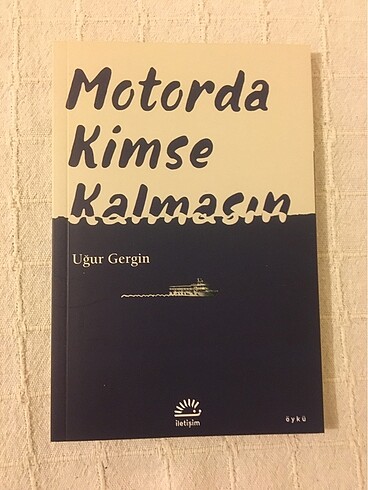 Motorda
Kimse
Kalmasın
Uğur Gergin
iletişim
öykü